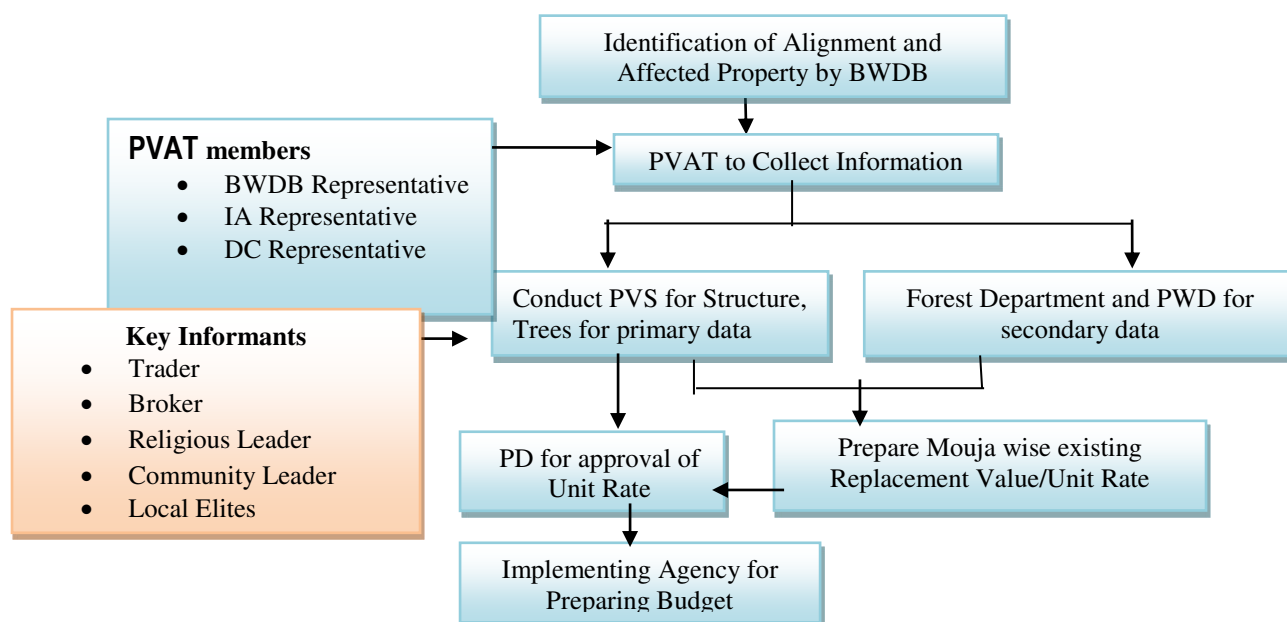 Identification of Alignment and
Affected Property by BWDB
PVAT members
• BWDB Representative
• IA Representative
• DC Representative
PVAT to Collect Information
Conduct PVS for Structure,
Trees for primary data
Forest Department and PWD for
secondary data
Key Informants
• Trader
• Broker
• Religious Leader
• Community Leader
• Local Elites
PD for approval of
Unit Rate
Prepare Mouja wise existing
Replacement Value/Unit Rate
Implementing Agency for
Preparing Budget